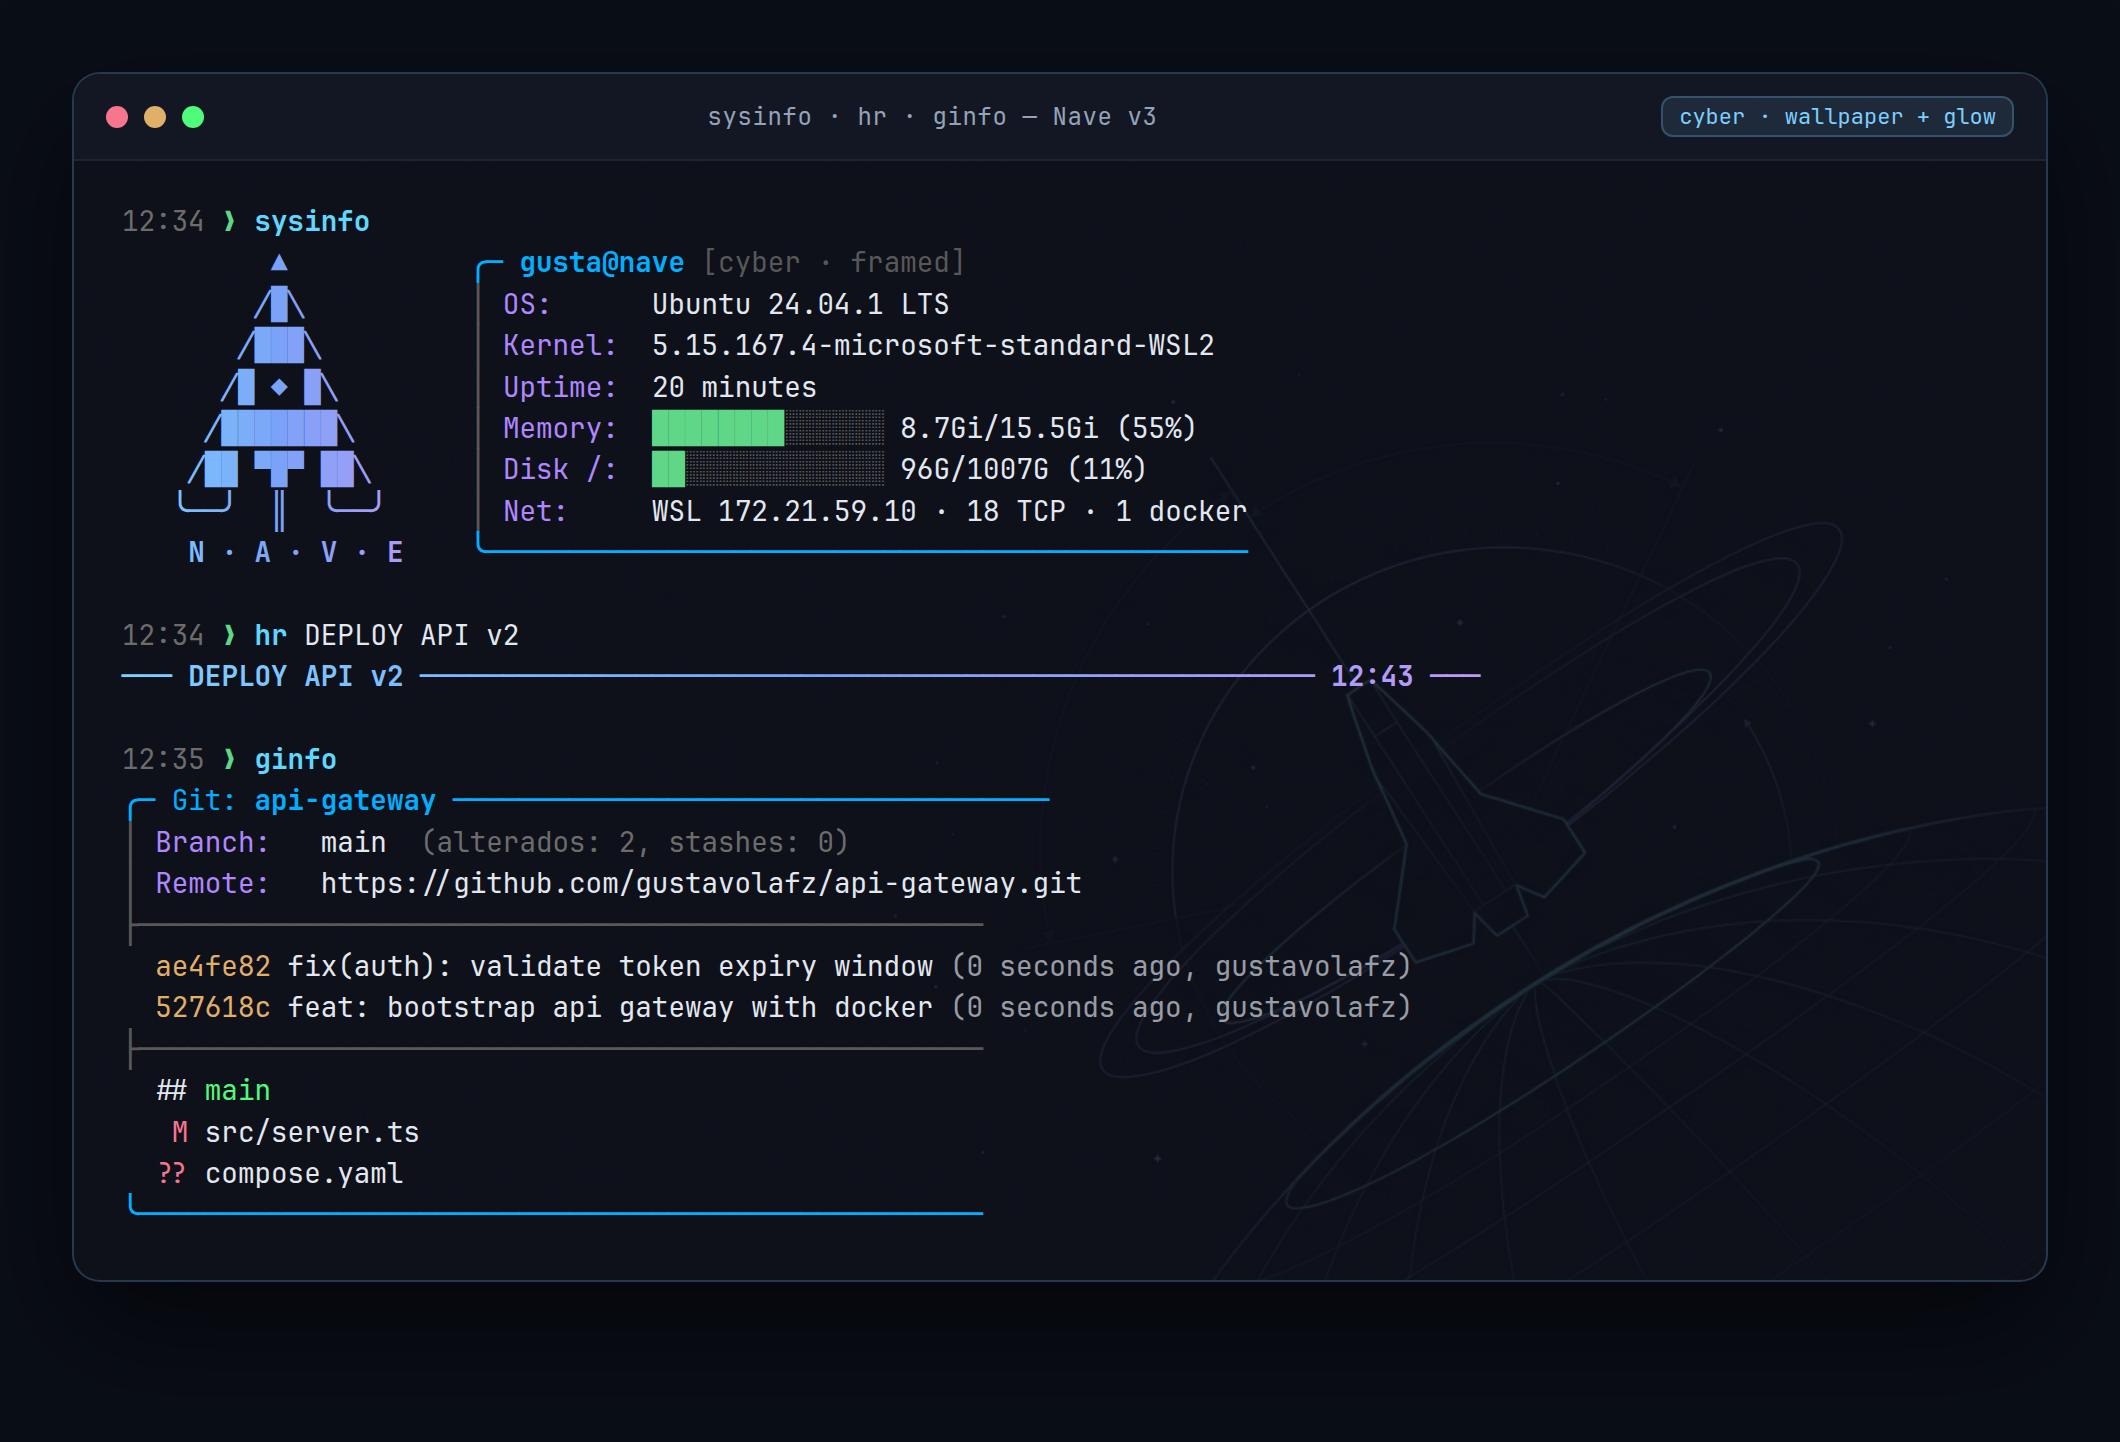 sysinfo · hr · ginfo — Nave v3
cyber · wallpaper + glow
12:34 ❯ sysinfo
gusta@nave [cyber · framed]
OS: Ubuntu 24.04.1 LTS
Kernel: 5.15.167.4-microsoft-standard-WSL2
Uptime: 20 minutes
Memory: 8.7Gi/15.5Gi (55%)
Disk /: 96G/1007G (11%)
Net: WSL 172.21.59.10 · 18 TCP · 1 docker
N · A · V · E
12:34 ❯ hr DEPLOY API v2
DEPLOY API v2 12:43
12:35 ❯ ginfo
Git: api-gateway
Branch: main (alterados: 2, stashes: 0)
Remote: https://github.com/gustavolafz/api-gateway.git
ae4fe82 fix(auth): validate token expiry window (0 seconds ago, gustavolafz)
527618c feat: bootstrap api gateway with docker (0 seconds ago, gustavolafz)
## main
M src/server.ts
?? compose.yaml